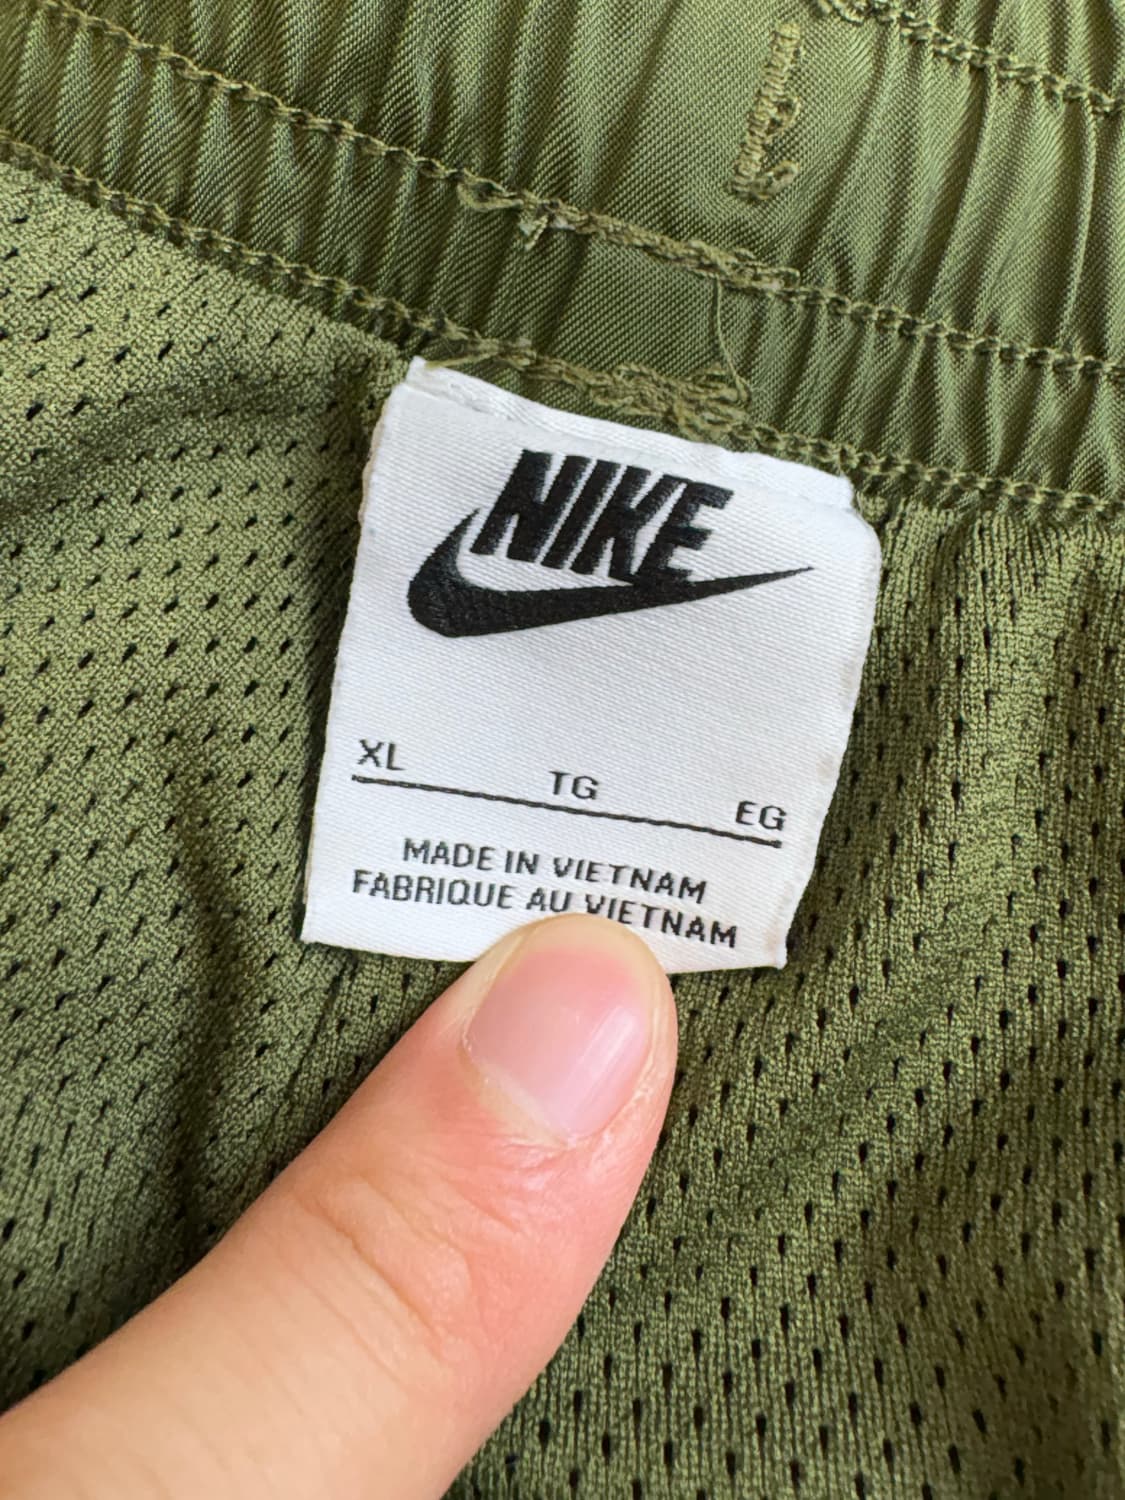 NIKE
XL TG EG
MADE IN VIETNAM
FABRIQUE AU VIETNAM